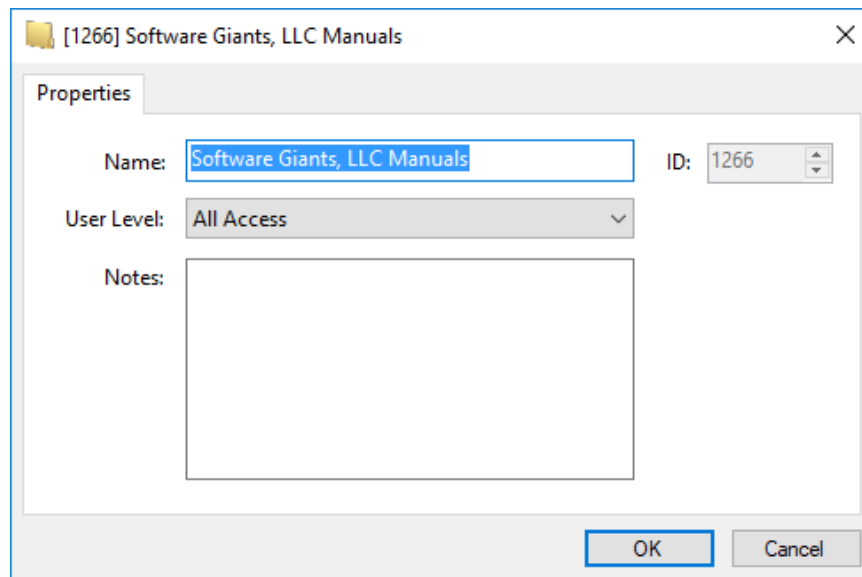 [1266] Software Giants, LLC Manuals
Properties
Name: Software Giants, LLC Manuals ID: 1266
User Level: All Access
Notes:
OK Cancel